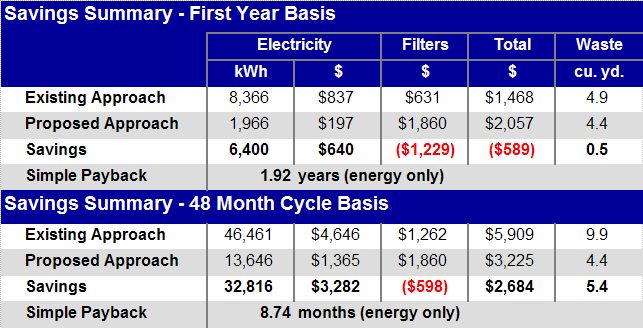 Savings Summary - First Year Basis
Electricity Filters Total Waste
kWh $ $ $ cu. yd.
Existing Approach 8,366 $837 $631 $1,468 4.9
Proposed Approach 1,966 $197 $1,860 $2,057 4.4
Savings 6,400 $640 ($1,229) ($589) 0.5
Simple Payback 1.92 years (energy only)
Savings Summary - 48 Month Cycle Basis
Existing Approach 46,461 $4,646 $1,262 $5,909 9.9
Proposed Approach 13,646 $1,365 $1,860 $3,225 4.4
Savings 32,816 $3,282 ($598) $2,684 5.4
Simple Payback 8.74 months (energy only)